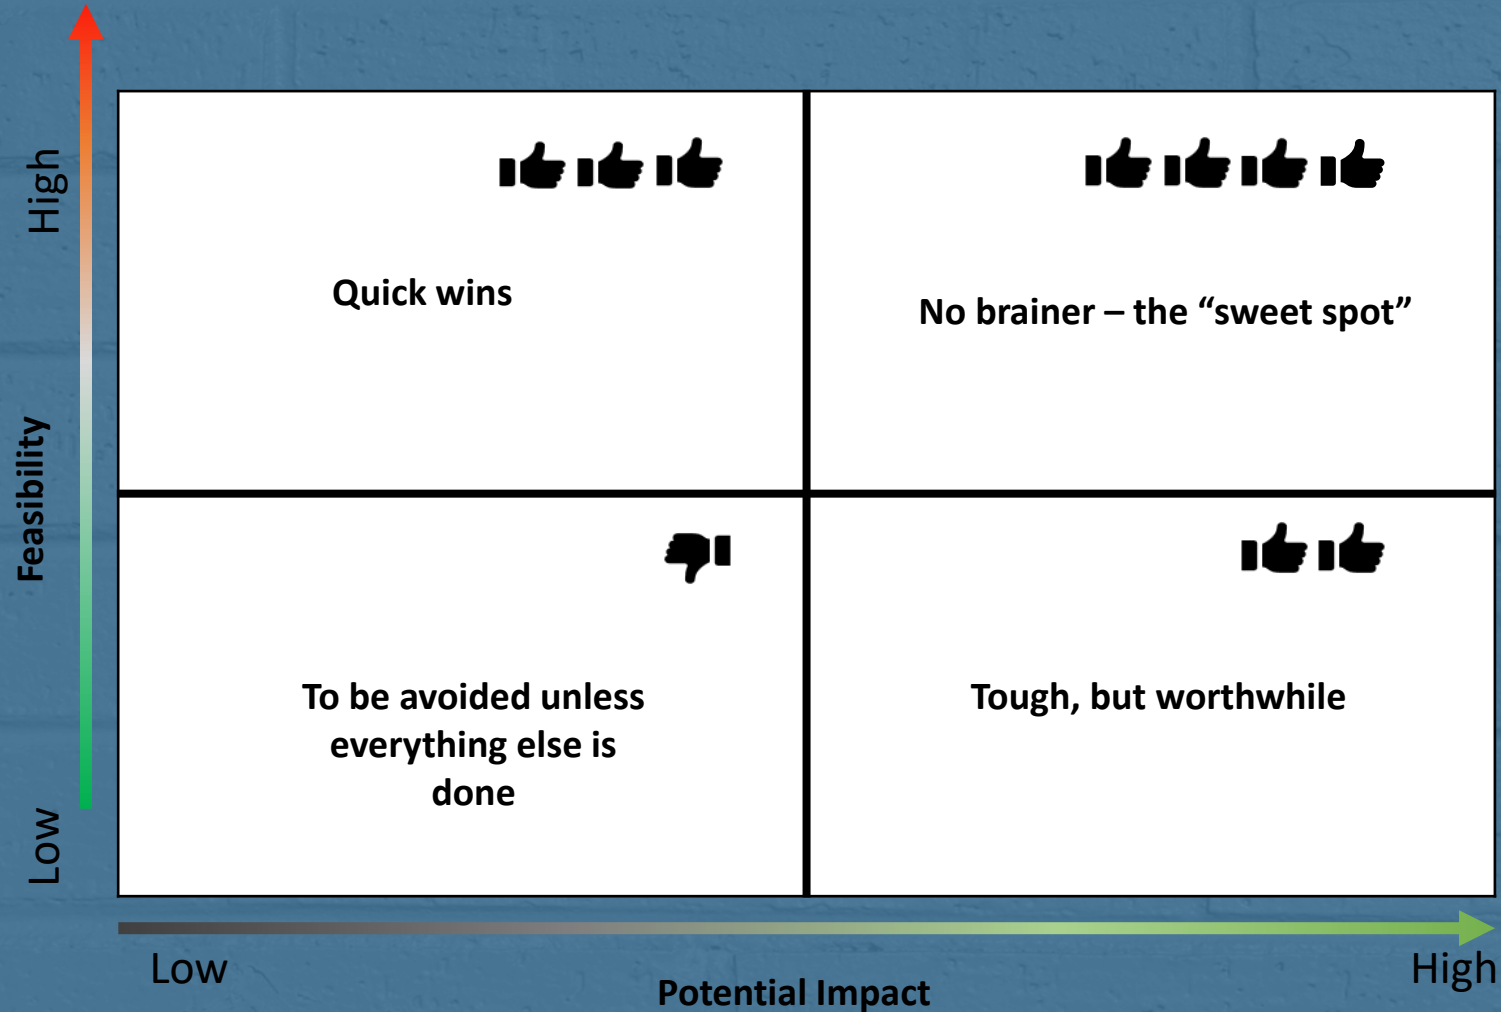 High
Quick wins
No brainer – the “sweet spot”
Feasibility
To be avoided unless
everything else is
done
Tough, but worthwhile
Low
Low
High
Potential Impact